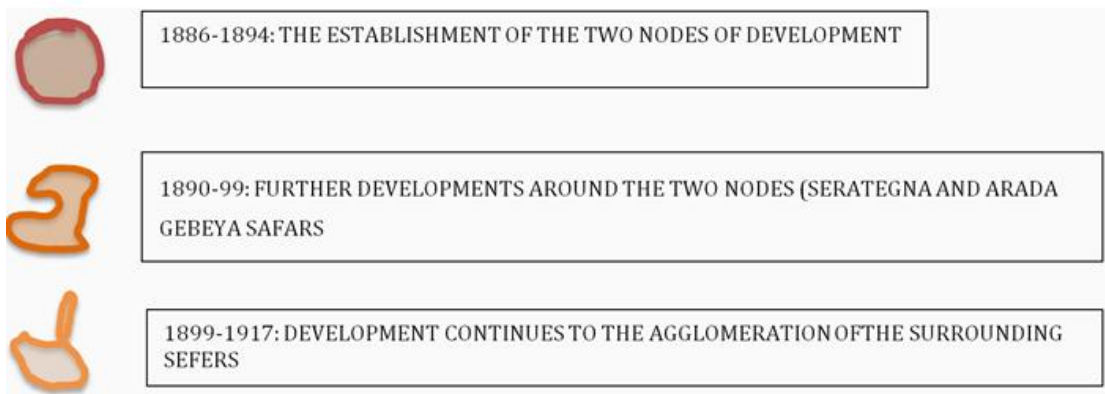 1886-1894: THE ESTABLISHMENT OF THE TWO NODES OF DEVELOPMENT
1890-99: FURTHER DEVELOPMENTS AROUND THE TWO NODES (SERATEGNA AND ARADA
GEBEYA SAFARS
1899-1917: DEVELOPMENT CONTINUES TO THE AGGLOMERATION OFTHE SURROUNDING
SEFERS